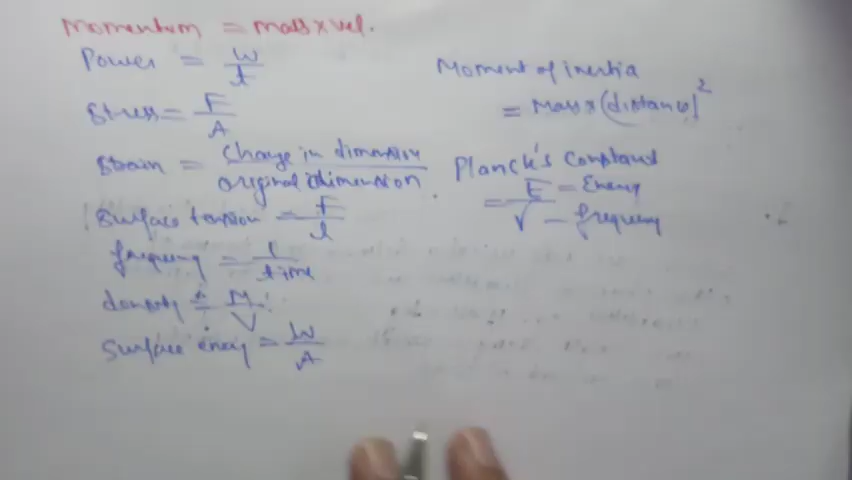 Momentum = Mass x vel.
Power = W/t
Stress = F/A
Strain = Change in dimension/original dimension.
Surface tension = F/l
frequency = 1/time
density = M/V
Surface energy = W/A
Moment of inertia
= Mass x (distance)²
Planck's Constant
= E/ν
E – Energy
ν – frequency